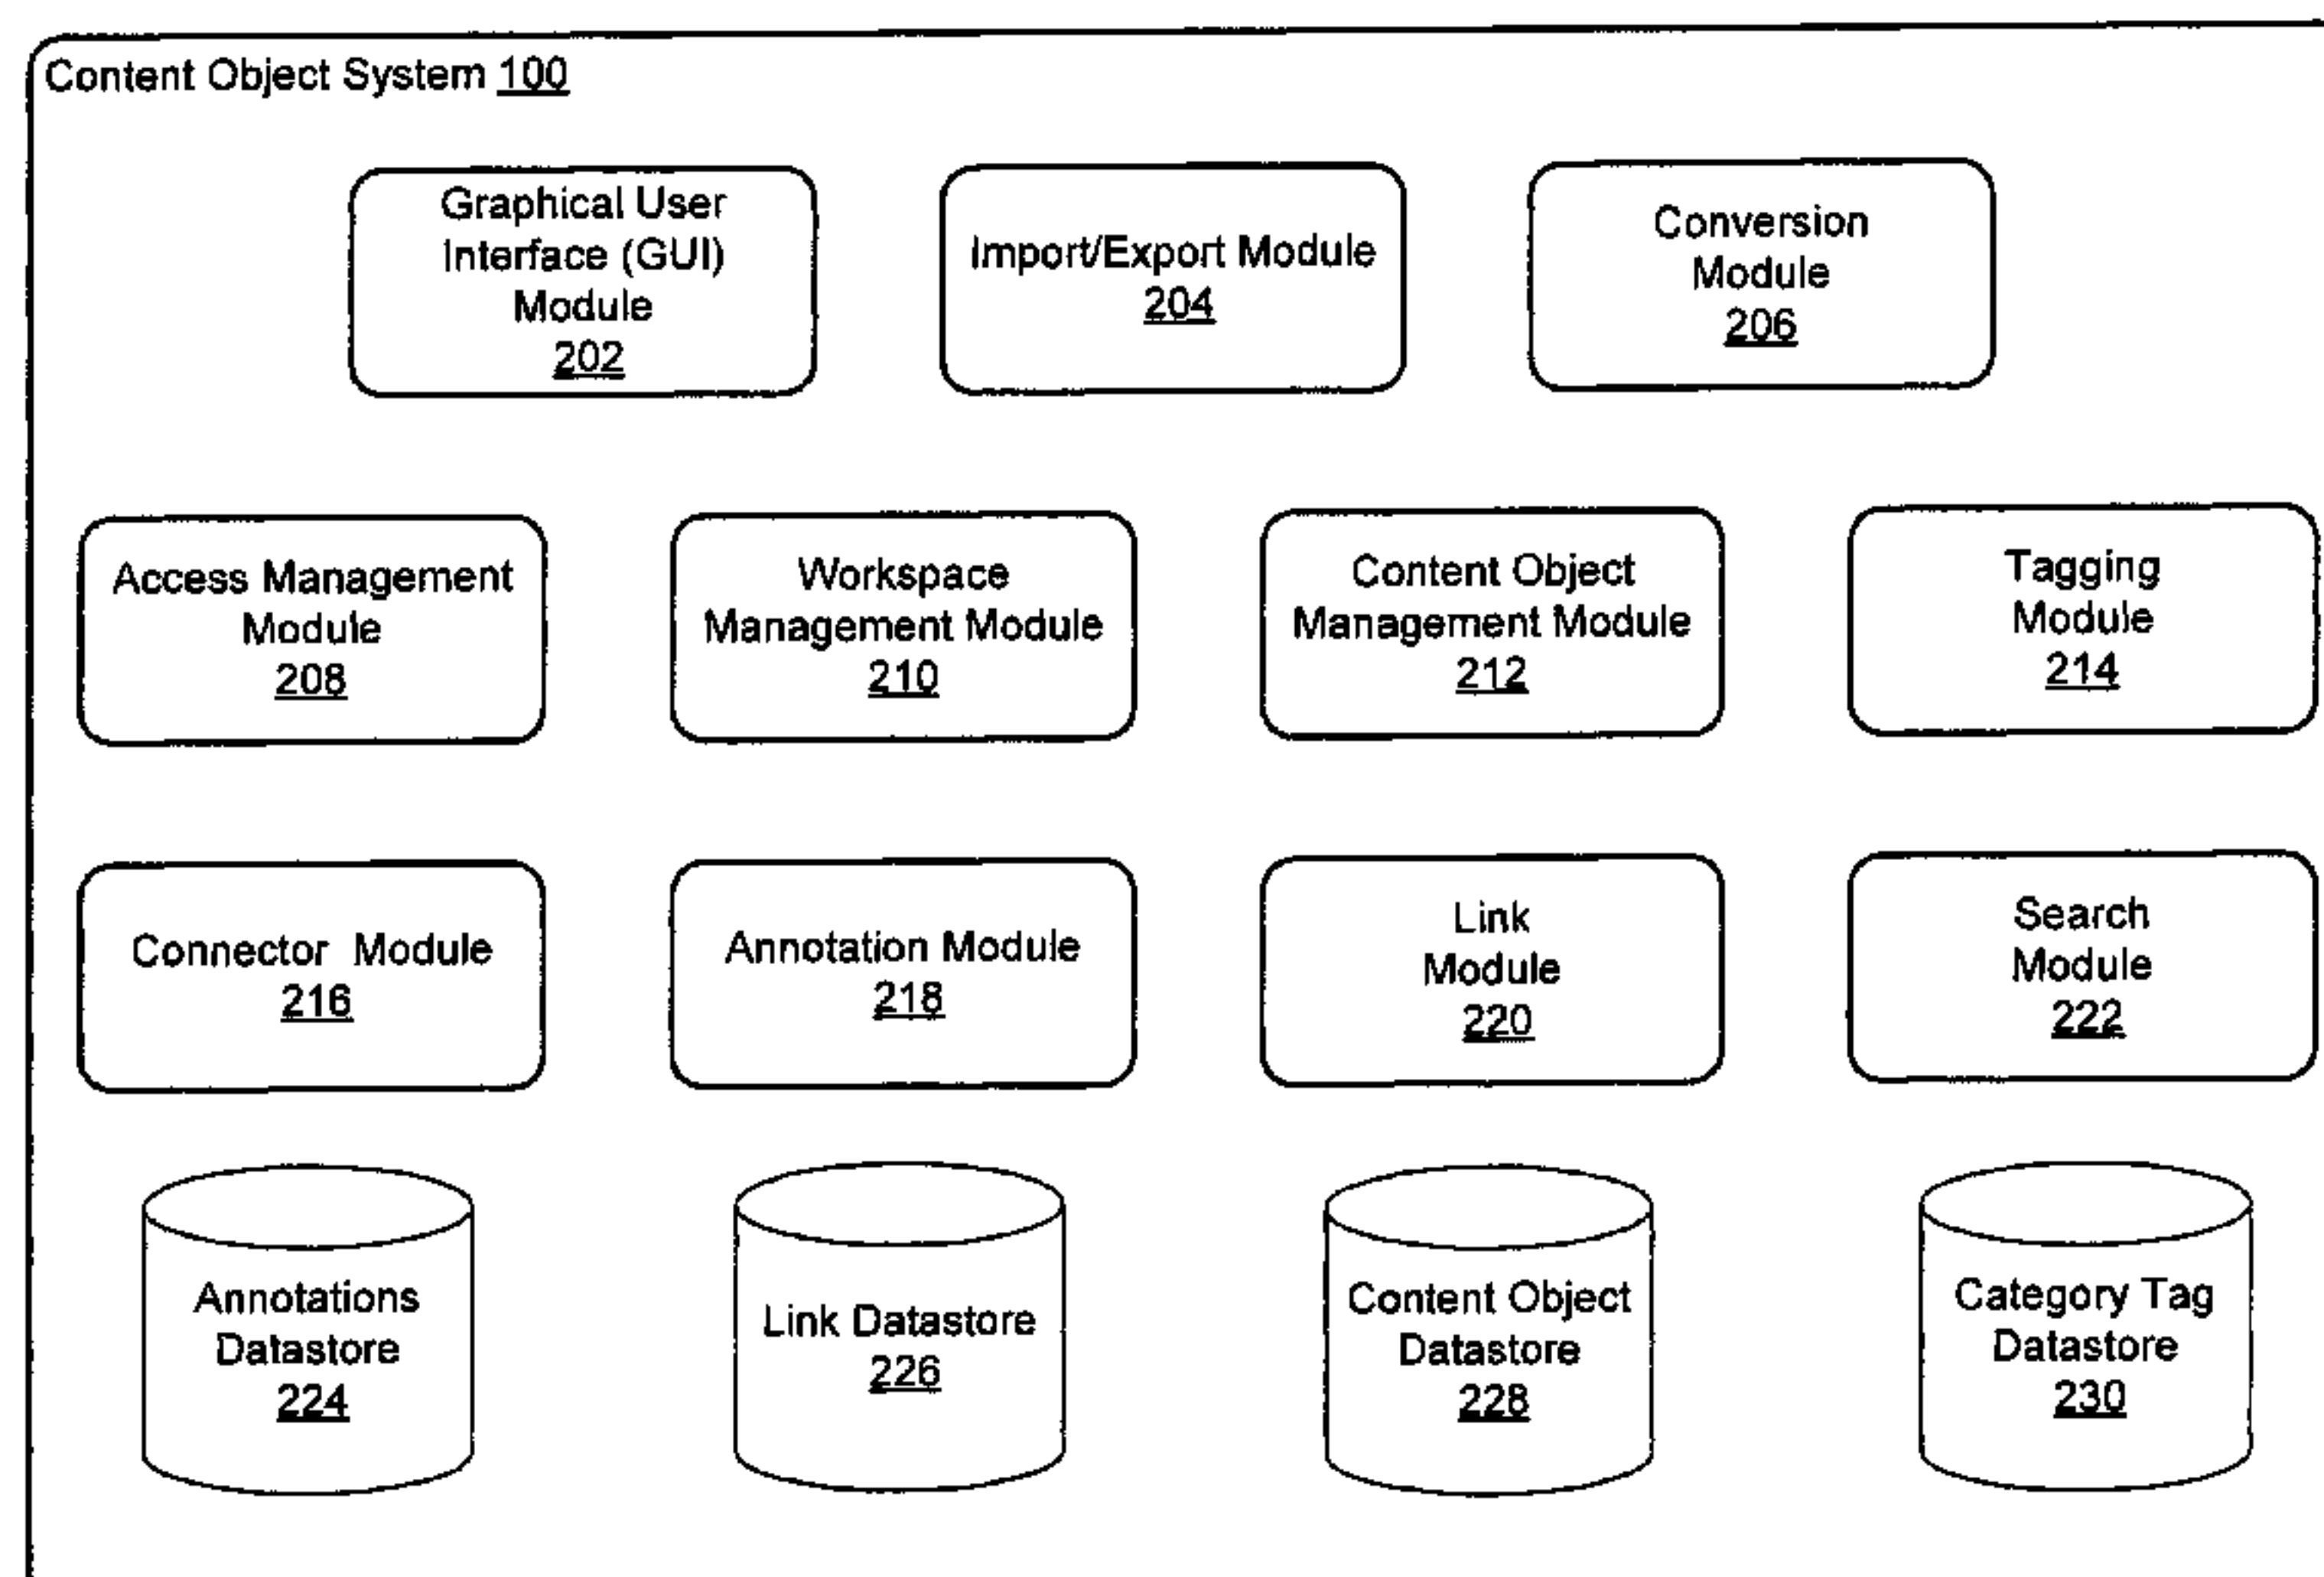 Content Object System 100
Graphical User
Interface (GUI)
Module
202
Import/Export Module
204
Conversion
Module
206
Access Management
Module
208
Workspace
Management Module
210
Content Object
Management Module
212
Tagging
Module
214
Connector Module
216
Annotation Module
218
Link
Module
220
Search
Module
222
Annotations
Datastore
224
Link Datastore
226
Content Object
Datastore
228
Category Tag
Datastore
230